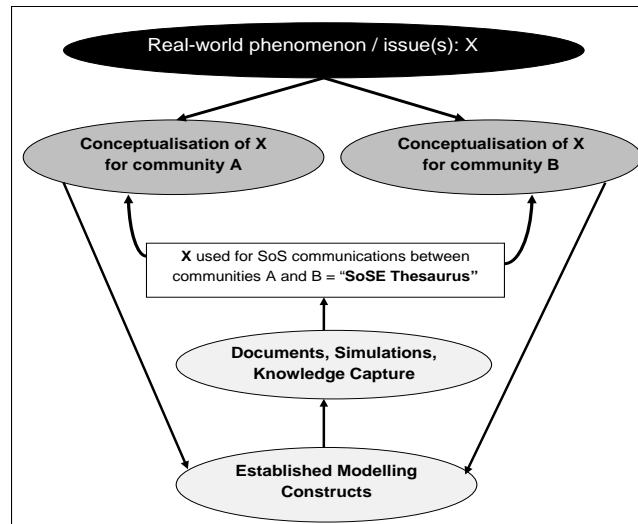 Real-world phenomenon / issue(s): X
Conceptualisation of X
for community A
Conceptualisation of X
for community B
X used for SoS communications between
communities A and B = “SoSE Thesaurus”
Documents, Simulations,
Knowledge Capture
Established Modelling
Constructs